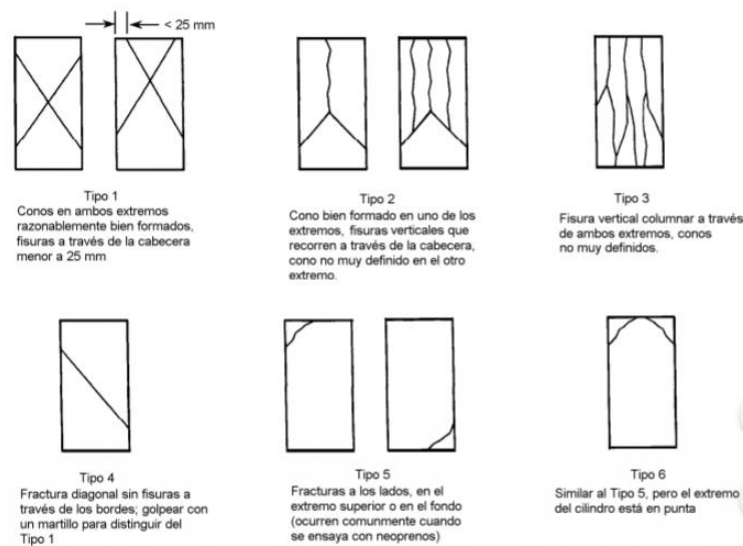 < 25 mm
Tipo 1
Conos en ambos extremos
razonablemente bien formados,
fisuras a través de la cabecera
menor a 25 mm
Tipo 2
Cono bien formado en uno de los
extremos, fisuras verticales que
recorren a través de la cabecera,
cono no muy definido en el otro
extremo.
Tipo 3
Fisura vertical columnar a través
de ambos extremos, conos
no muy definidos.
Tipo 4
Fractura diagonal sin fisuras a
través de los bordes; golpear con
un martillo para distinguir del
Tipo 1
Tipo 5
Fracturas a los lados, en el
extremo superior o en el fondo
(ocurren comunmente cuando
se ensaya con neoprenos)
Tipo 6
Similar al Tipo 5, pero el extremo
del cilindro está en punta